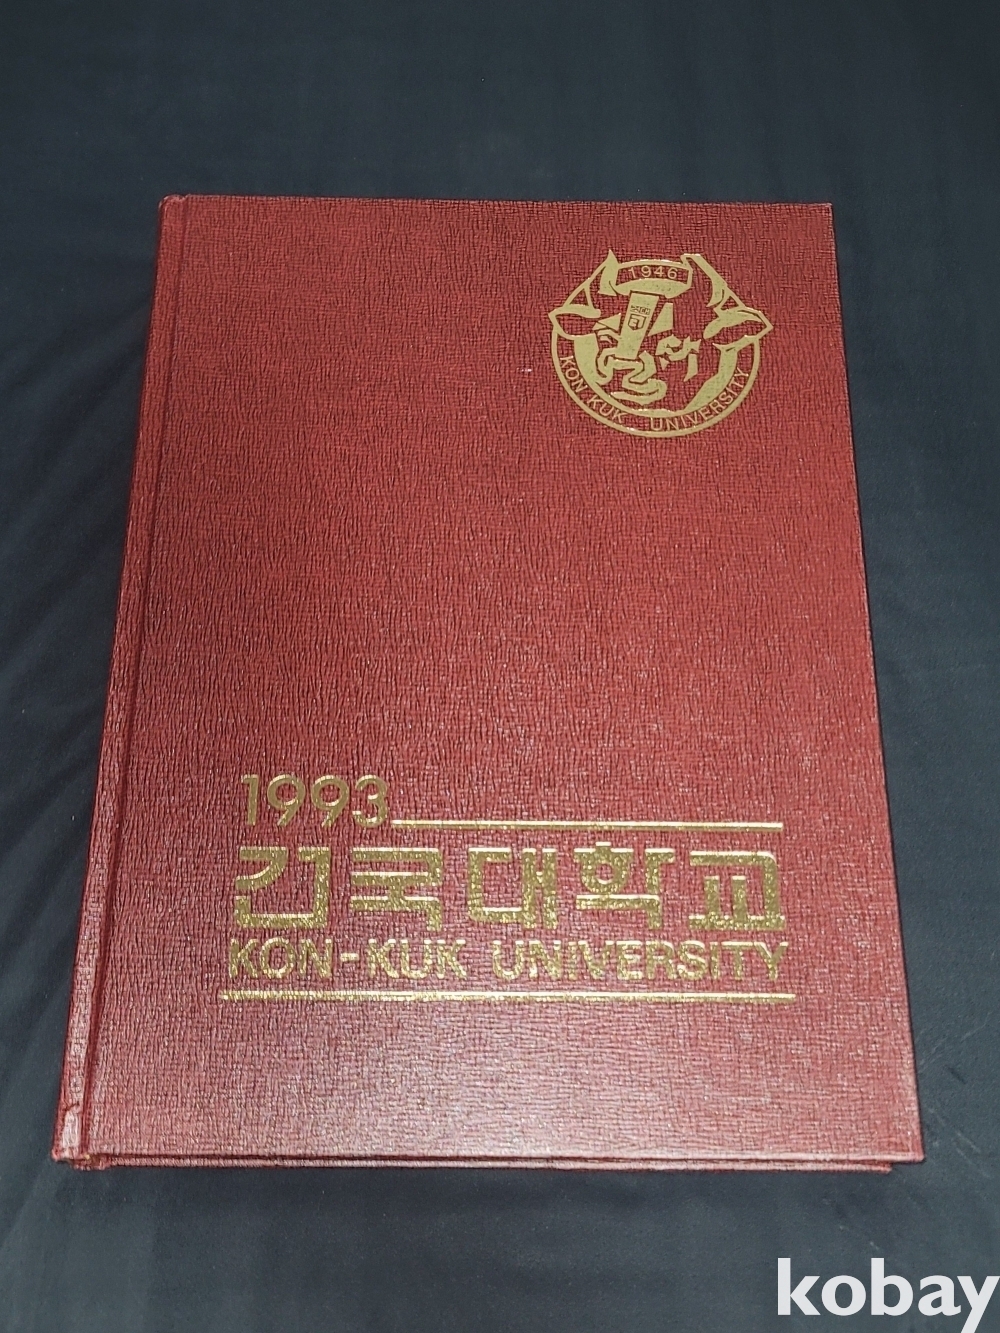 1946
KON KUK UNIVERSITY
1993
건국대학교
KON-KUK UNIVERSITY
kobay